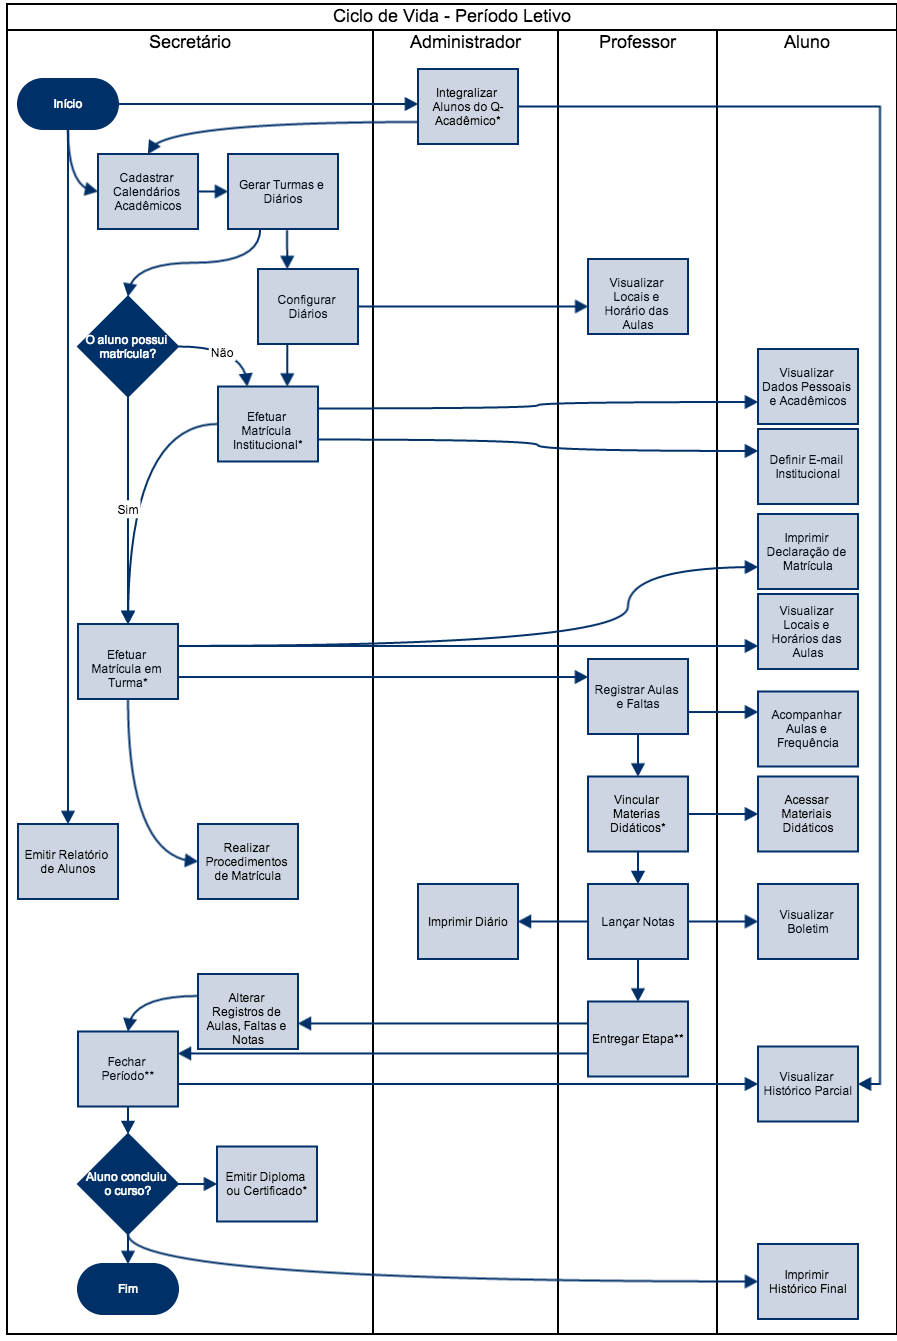 Ciclo de Vida - Período Letivo
Secretário
Administrador
Professor
Aluno
Início
Integralizar
Alunos do Q-
Acadêmico*
Cadastrar
Calendários
Acadêmicos
Gerar Turmas e
Diários
Configurar
Diários
Visualizar
Locais e
Horário das
Aulas
O aluno possui
matrícula?
Não
Visualizar
Dados Pessoais
e Acadêmicos
Efetuar
Matrícula
Institucional*
Definir E-mail
Institucional
Sim
Imprimir
Declaração de
Matrícula
Visualizar
Locais e
Horários das
Aulas
Efetuar
Matrícula em
Turma*
Registrar Aulas
e Faltas
Acompanhar
Aulas e
Frequência
Vincular
Materias
Didáticos*
Acessar
Materiais
Didáticos
Emitir Relatório
de Alunos
Realizar
Procedimentos
de Matrícula
Imprimir Diário
Lançar Notas
Visualizar
Boletim
Alterar
Registros de
Aulas, Faltas e
Notas
Entregar Etapa**
Fechar
Período**
Visualizar
Histórico Parcial
Aluno concluiu
o curso?
Emitir Diploma
ou Certificado*
Fim
Imprimir
Histórico Final